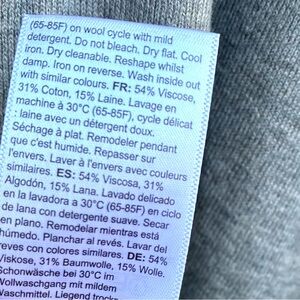 (65-85F) on wool cycle with mild
detergent. Do not bleach. Dry flat. Cool
iron. Dry cleanable. Reshape whilst
damp. Iron on reverse. Wash inside out
with similar colours. FR: 54% Viscose,
31% Coton, 15% Laine. Lavage en
machine à 30°C (65-85F), cycle délicat
: laine avec un détergent doux.
Séchage à plat. Remodeler pendant
que c'est humide. Repasser sur
l'envers. Laver à l'envers avec couleurs
similaires. ES: 54% Viscosa, 31%
Algodón, 15% Lana. Lavado delicado
en la lavadora a 30°C (65-85F) en ciclo
de lana con detergente suave. Secar
en plano. Remodelar mientras está
húmedo. Planchar al revés. Lavar del
reves con colores similares. DE: 54%
Viskose, 31% Baumwolle, 15% Wolle.
Schonwäsche bei 30°C im
Wollwaschgang mit mildem
Waschmittel. Liegend trockn